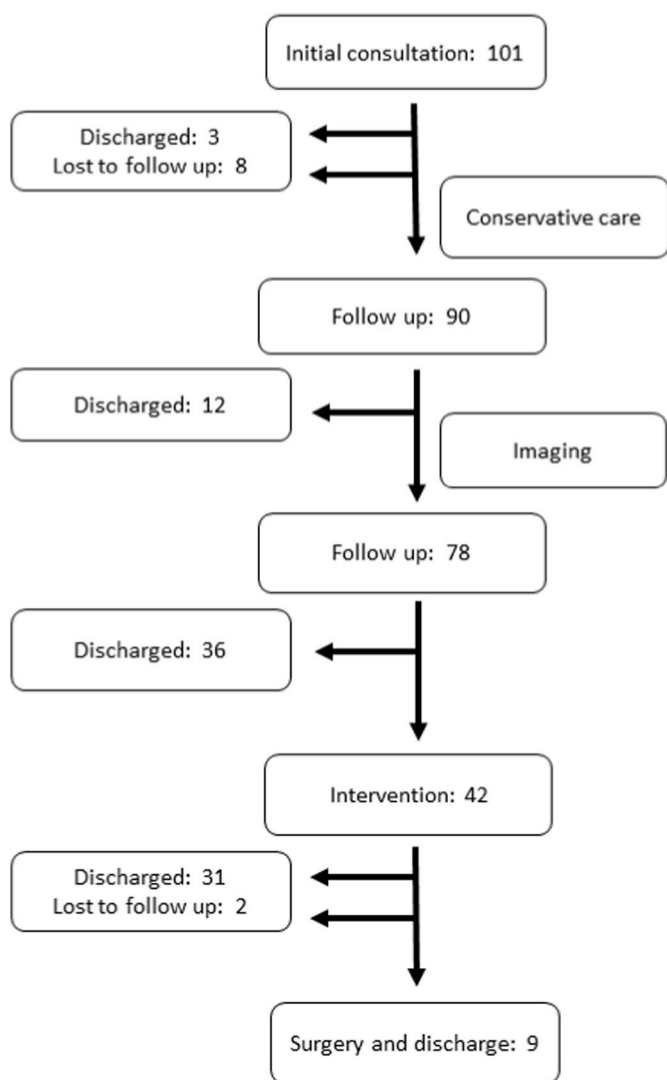 Initial consultation: 101
Discharged: 3
Lost to follow up: 8
Conservative care
Follow up: 90
Discharged: 12
Imaging
Follow up: 78
Discharged: 36
Intervention: 42
Discharged: 31
Lost to follow up: 2
Surgery and discharge: 9